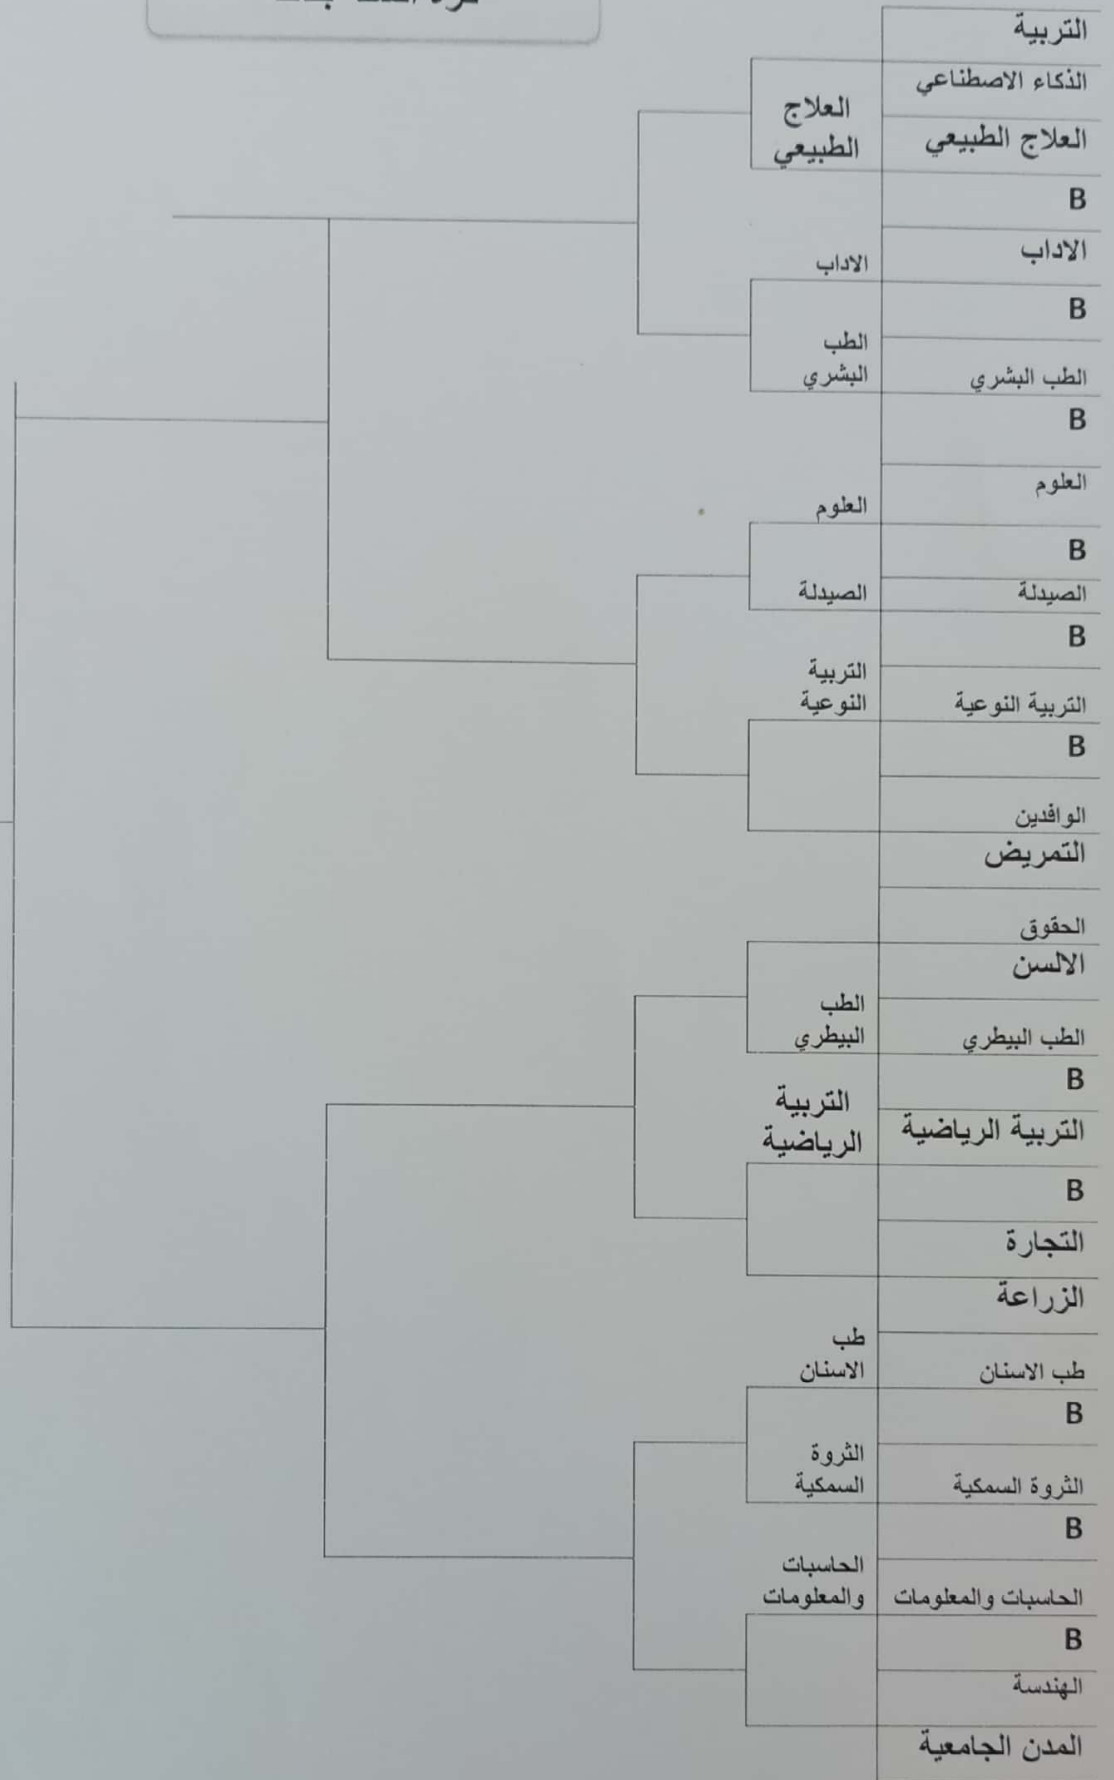 التربية
الذكاء الاصطناعي
العلاج الطبيعي
B
الاداب
B
الطب البشري
B
العلوم
B
الصيدلة
B
التربية النوعية
B
الوافدين
التمريض
الحقوق
الالسن
الطب البيطري
B
التربية الرياضية
B
التجارة
الزراعة
طب الاسنان
B
الثروة السمكية
B
الحاسبات والمعلومات
B
الهندسة
المدن الجامعية
العلاج
الطبيعي
الاداب
الطب
البشري
العلوم
الصيدلة
التربية
النوعية
الطب
البيطري
التربية
الرياضية
طب
الاسنان
الثروة
السمكية
الحاسبات
والمعلومات